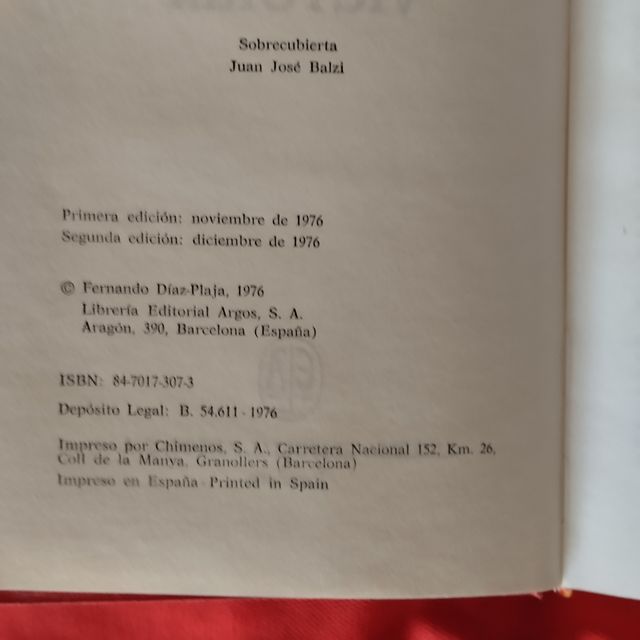 Sobrecubierta
Juan José Balzi
Primera edición: noviembre de 1976
Segunda edición: diciembre de 1976
© Fernando Díaz-Plaja, 1976
Librería Editorial Argos, S. A.
Aragón, 390, Barcelona (España)
ISBN: 84-7017-307-3
Depósito Legal: B. 54.611 - 1976
Impreso por Chimenos, S. A., Carretera Nacional 152, Km. 26,
Coll de la Manya. Granollers (Barcelona)
Impreso en España - Printed in Spain